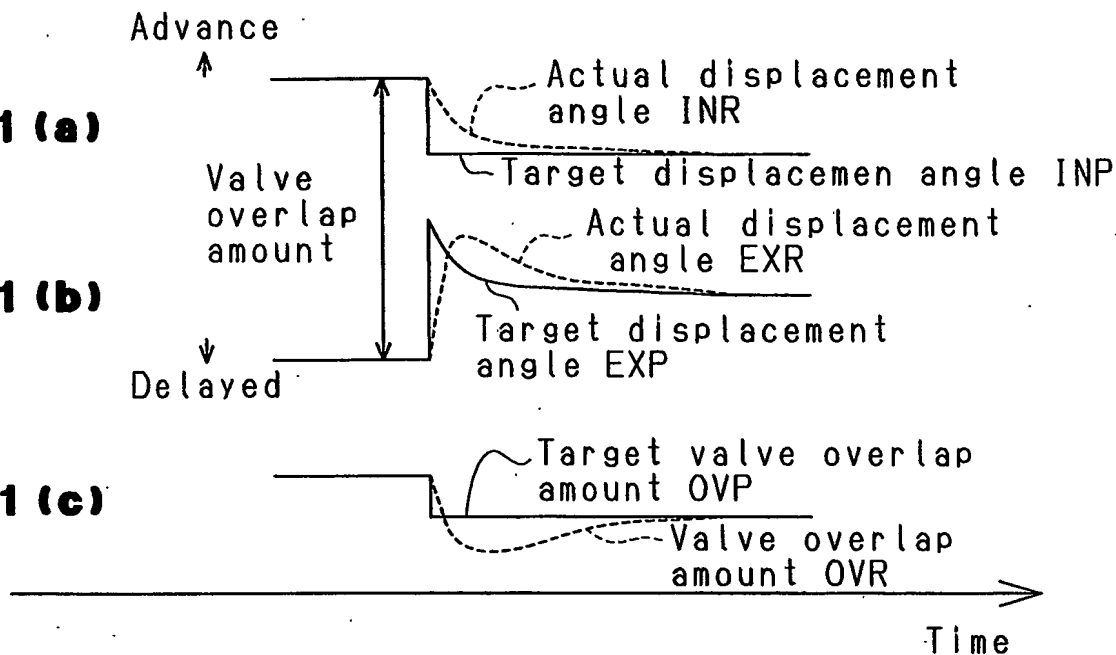 Advance
Actual displacement
angle INR
1(a)
Target displacemen angle INP
Valve
overlap
amount
Actual displacement
angle EXR
1(b)
Target displacement
angle EXP
Delayed
Target valve overlap
amount OVP
1(c)
Valve overlap
amount OVR
Time